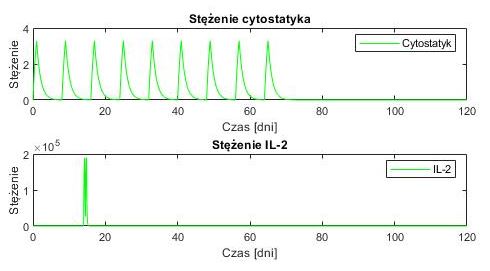 Stężenie cytostatyka
Stężenie
4
2
0
Cytostatyk
0 20 40 60 80 100 120
Czas [dni]
Stężenie IL-2
×10^5
Stężenie
2
1
0
IL-2
0 20 40 60 80 100 120
Czas [dni]